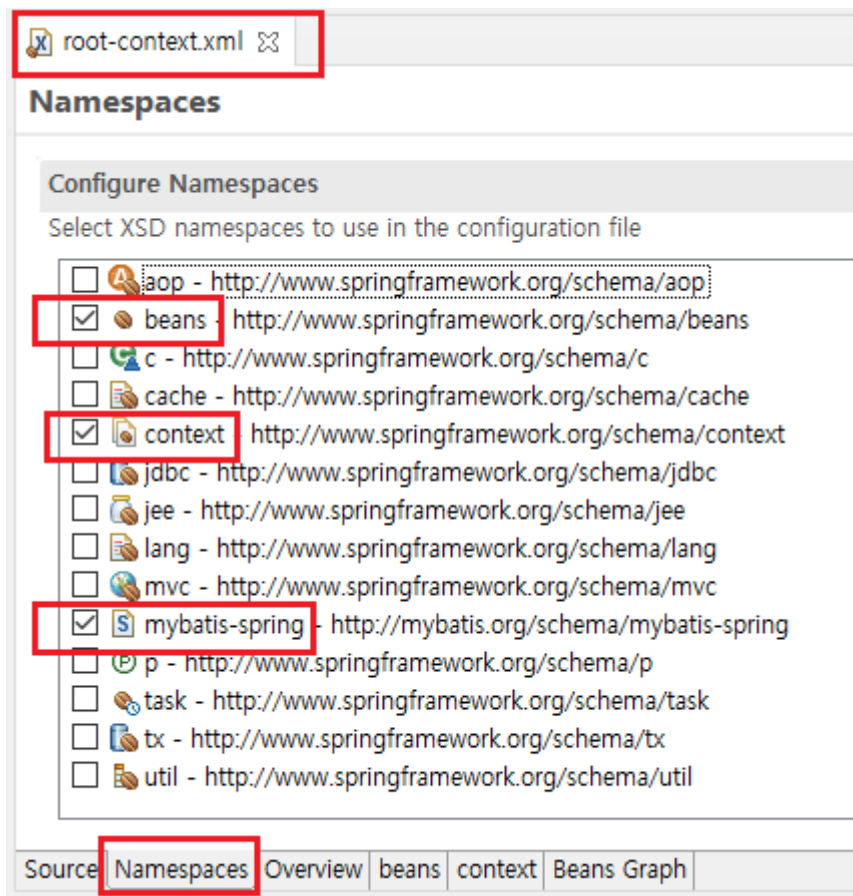 root-context.xml
Namespaces
Configure Namespaces
Select XSD namespaces to use in the configuration file
aop - http://www.springframework.org/schema/aop
beans - http://www.springframework.org/schema/beans
c - http://www.springframework.org/schema/c
cache - http://www.springframework.org/schema/cache
context - http://www.springframework.org/schema/context
jdbc - http://www.springframework.org/schema/jdbc
jee - http://www.springframework.org/schema/jee
lang - http://www.springframework.org/schema/lang
mvc - http://www.springframework.org/schema/mvc
mybatis-spring - http://mybatis.org/schema/mybatis-spring
p - http://www.springframework.org/schema/p
task - http://www.springframework.org/schema/task
tx - http://www.springframework.org/schema/tx
util - http://www.springframework.org/schema/util
Source Namespaces Overview beans context Beans Graph